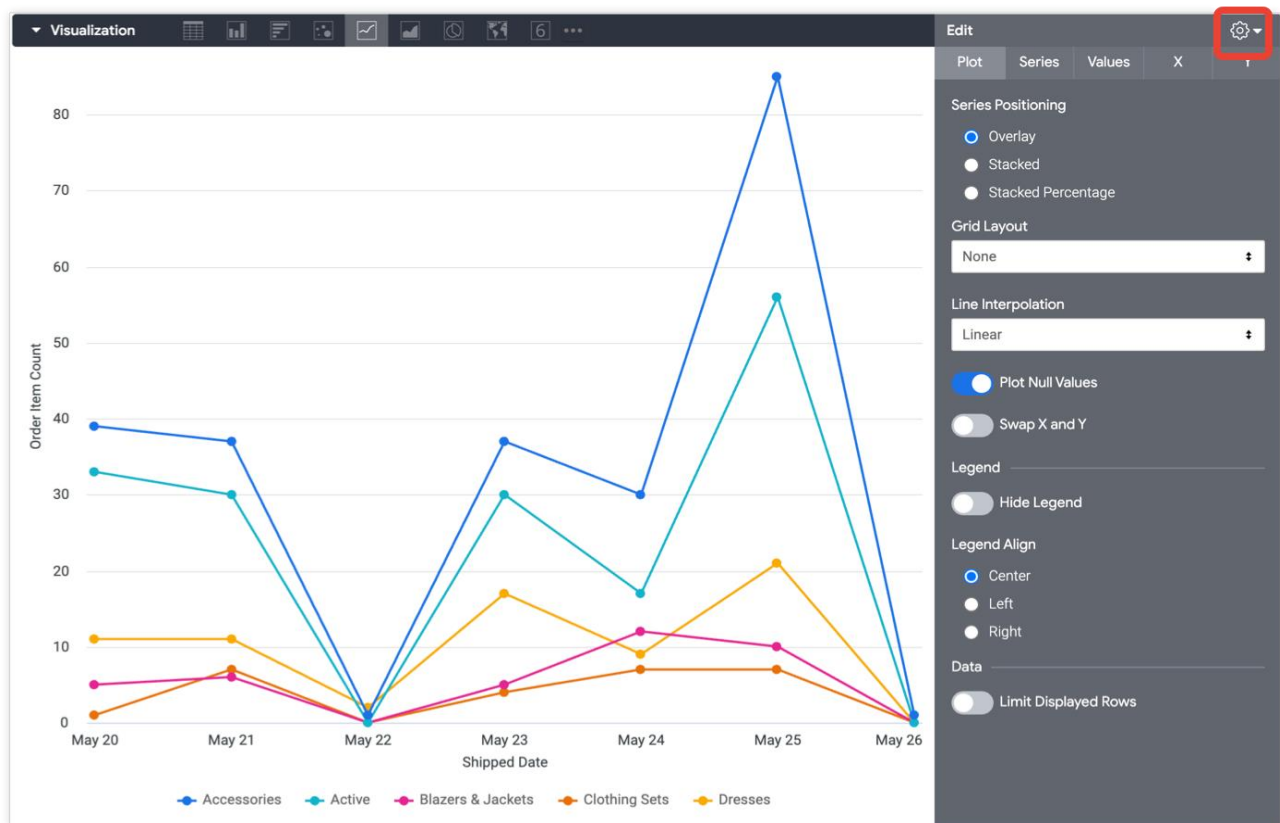 Visualization
6
Edit
Plot Series Values X Y
Series Positioning
Overlay
Stacked
Stacked Percentage
Grid Layout
None
Line Interpolation
Linear
Plot Null Values
Swap X and Y
Legend
Hide Legend
Legend Align
Center
Left
Right
Data
Limit Displayed Rows
80
70
60
50
40
30
20
10
0
Order Item Count
May 20 May 21 May 22 May 23 May 24 May 25 May 26
Shipped Date
Accessories Active Blazers & Jackets Clothing Sets Dresses